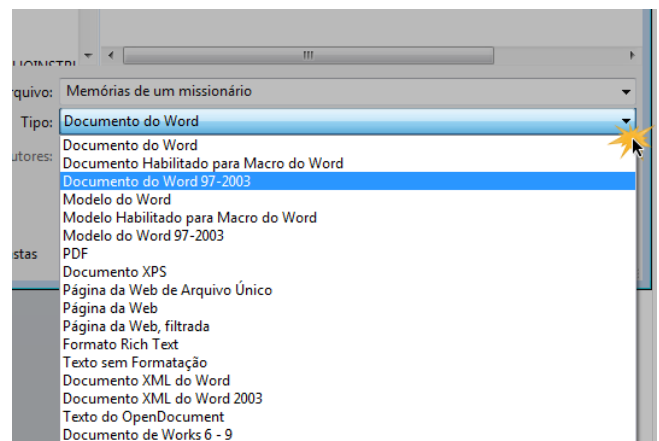 rquivo: Memórias de um missionário
Tipo: Documento do Word
utores:
Documento do Word
Documento Habilitado para Macro do Word
Documento do Word 97-2003
Modelo do Word
Modelo Habilitado para Macro do Word
Modelo do Word 97-2003
stas
PDF
Documento XPS
Página da Web de Arquivo Único
Página da Web
Página da Web, filtrada
Formato Rich Text
Texto sem Formatação
Documento XML do Word
Documento XML do Word 2003
Texto do OpenDocument
Documento de Works 6 - 9